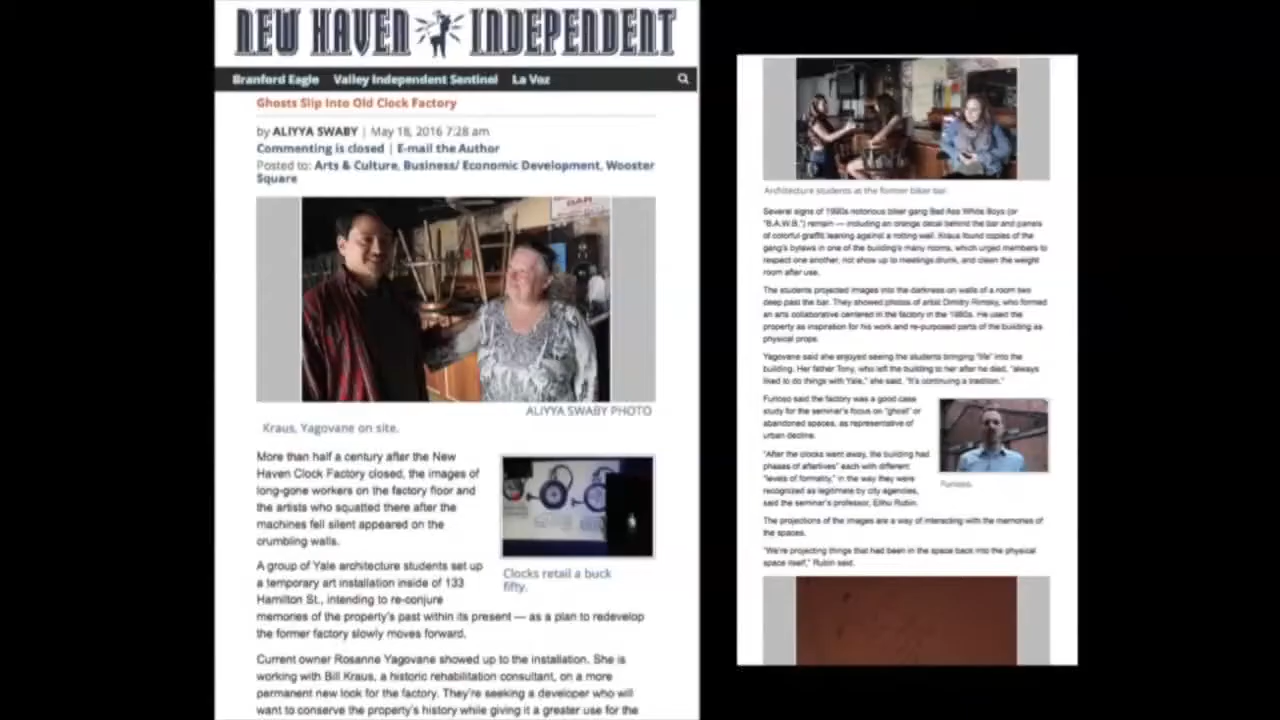 NEW HAVEN INDEPENDENT
Branford Eagle Valley Independent Sentinel La Voz
Ghosts Slip Into Old Clock Factory
by ALIYYA SWABY | May 18, 2016 7:28 am
Commenting is closed | E-mail the Author
Posted to: Arts & Culture, Business/ Economic Development, Wooster
Square
ALIYYA SWABY PHOTO
Kraus, Yagovane on site.
More than half a century after the New
Haven Clock Factory closed, the images of
long-gone workers on the factory floor and
the artists who squatted there after the
machines fell silent appeared on the
crumbling walls.
Clocks retail a buck
fifty.
A group of Yale architecture students set up
a temporary art installation inside of 133
Hamilton St., intending to re-conjure
memories of the property's past within its present — as a plan to redevelop
the former factory slowly moves forward.
Current owner Rosanne Yagovane showed up to the installation. She is
working with Bill Kraus, a historic rehabilitation consultant, on a more
permanent new look for the factory. They're seeking a developer who will
want to conserve the property's history while giving it a greater use for the
Architecture students at the former biker bar.
Several signs of 1990s notorious biker gang Bad Ass White Boys (or
"B.A.W.B.") remain — including an orange decal behind the bar and panels
of colorful graffiti leaning against a rotting wall. Kraus found copies of the
gang's bylaws in one of the building's many rooms, which urged members to
respect one another, not show up to meetings drunk, and clean the weight
room after use.
The students projected images into the darkness on walls of a room two
deep past the bar. They showed photos of artist Dimitry Rimsky, who formed
an arts collaborative centered in the factory in the 1980s. He used the
property as inspiration for his work and re-purposed parts of the building as
physical props.
Yagovane said she enjoyed seeing the students bringing "life" into the
building. Her father Tony, who left the building to her after he died, "always
liked to do things with Yale," she said. "It's continuing a tradition."
Furioso said the factory was a good case
study for the seminar's focus on "ghost" or
abandoned spaces, as representative of
urban decline.
"After the clocks went away, the building had
phases of afterlives" each with different
"levels of formality," in the way they were
recognized as legitimate by city agencies,
said the seminar's professor, Elihu Rubin.
Furioso.
The projections of the images are a way of interacting with the memories of
the spaces.
"We're projecting things that had been in the space back into the physical
space itself," Rubin said.